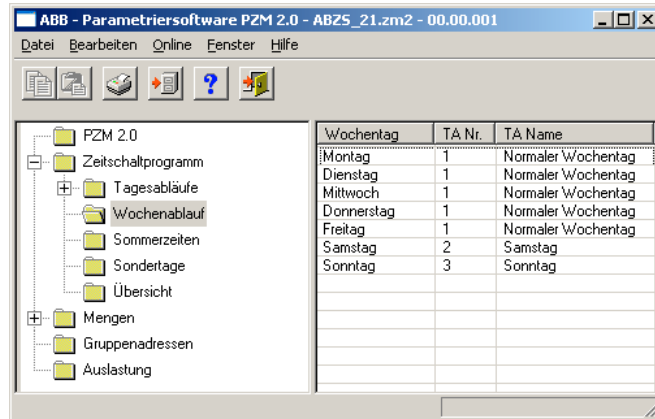 ABB - Parametriersoftware PZM 2.0 - ABZS_21.zm2 - 00.00.001
Datei Bearbeiten Online Fenster Hilfe
PZM 2.0
Zeitschaltprogramm
Tagesabläufe
Wochenablauf
Sommerzeiten
Sondertage
Übersicht
Mengen
Gruppenadressen
Auslastung
Wochentag TA Nr. TA Name
Montag 1 Normaler Wochentag
Dienstag 1 Normaler Wochentag
Mittwoch 1 Normaler Wochentag
Donnerstag 1 Normaler Wochentag
Freitag 1 Normaler Wochentag
Samstag 2 Samstag
Sonntag 3 Sonntag